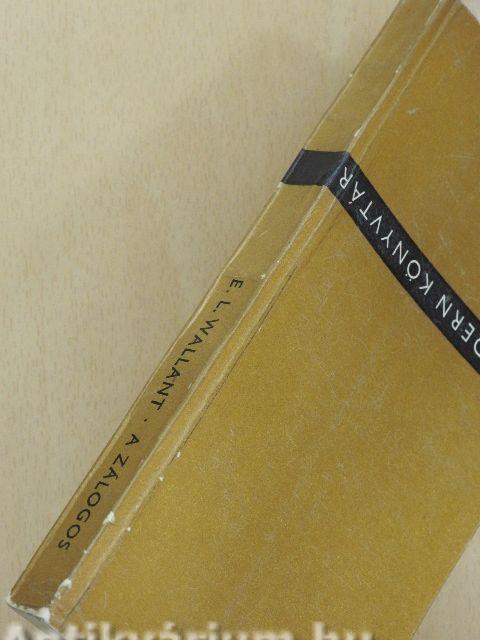 E. L. WALLANT · A ZÁLOGOS
DERN KÖNYVTÁR
Antikvárium.hu